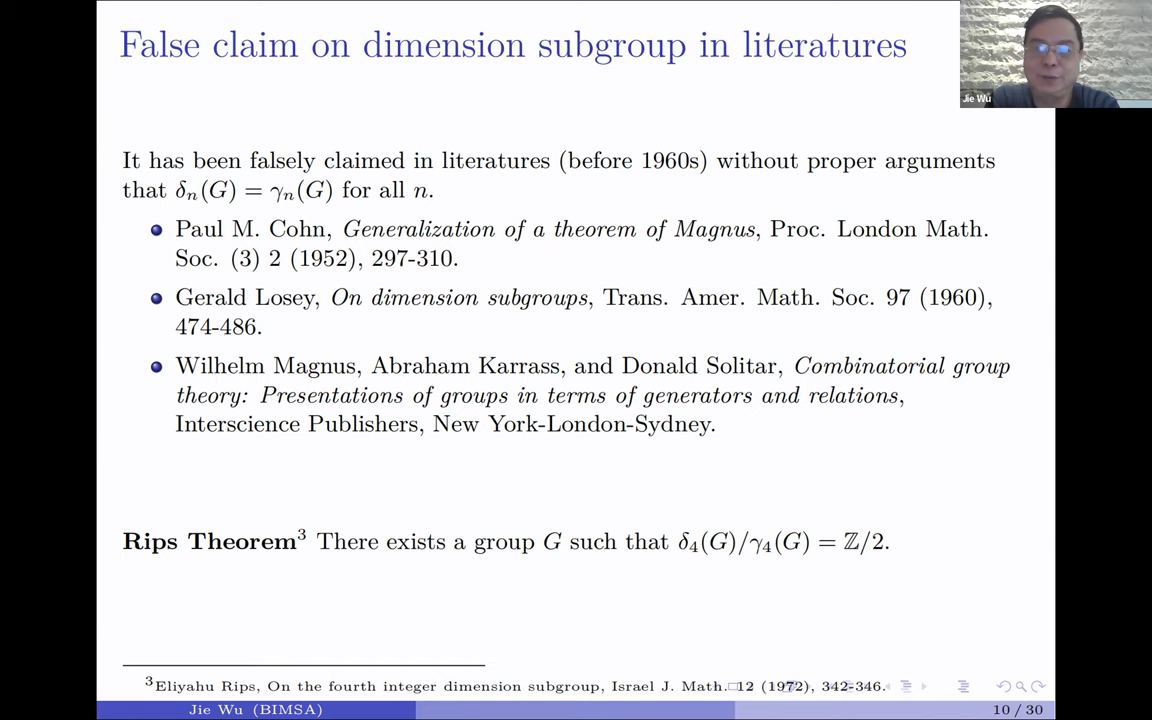 False claim on dimension subgroup in literatures
Jie Wu
It has been falsely claimed in literatures (before 1960s) without proper arguments
that δₙ(G) = γₙ(G) for all n.
Paul M. Cohn, Generalization of a theorem of Magnus, Proc. London Math.
Soc. (3) 2 (1952), 297-310.
Gerald Losey, On dimension subgroups, Trans. Amer. Math. Soc. 97 (1960),
474-486.
Wilhelm Magnus, Abraham Karrass, and Donald Solitar, Combinatorial group
theory: Presentations of groups in terms of generators and relations,
Interscience Publishers, New York-London-Sydney.
Rips Theorem³ There exists a group G such that δ₄(G)/γ₄(G) = ℤ/2.
³Eliyahu Rips, On the fourth integer dimension subgroup, Israel J. Math. 12 (1972), 342-346.
Jie Wu (BIMSA)
10 / 30